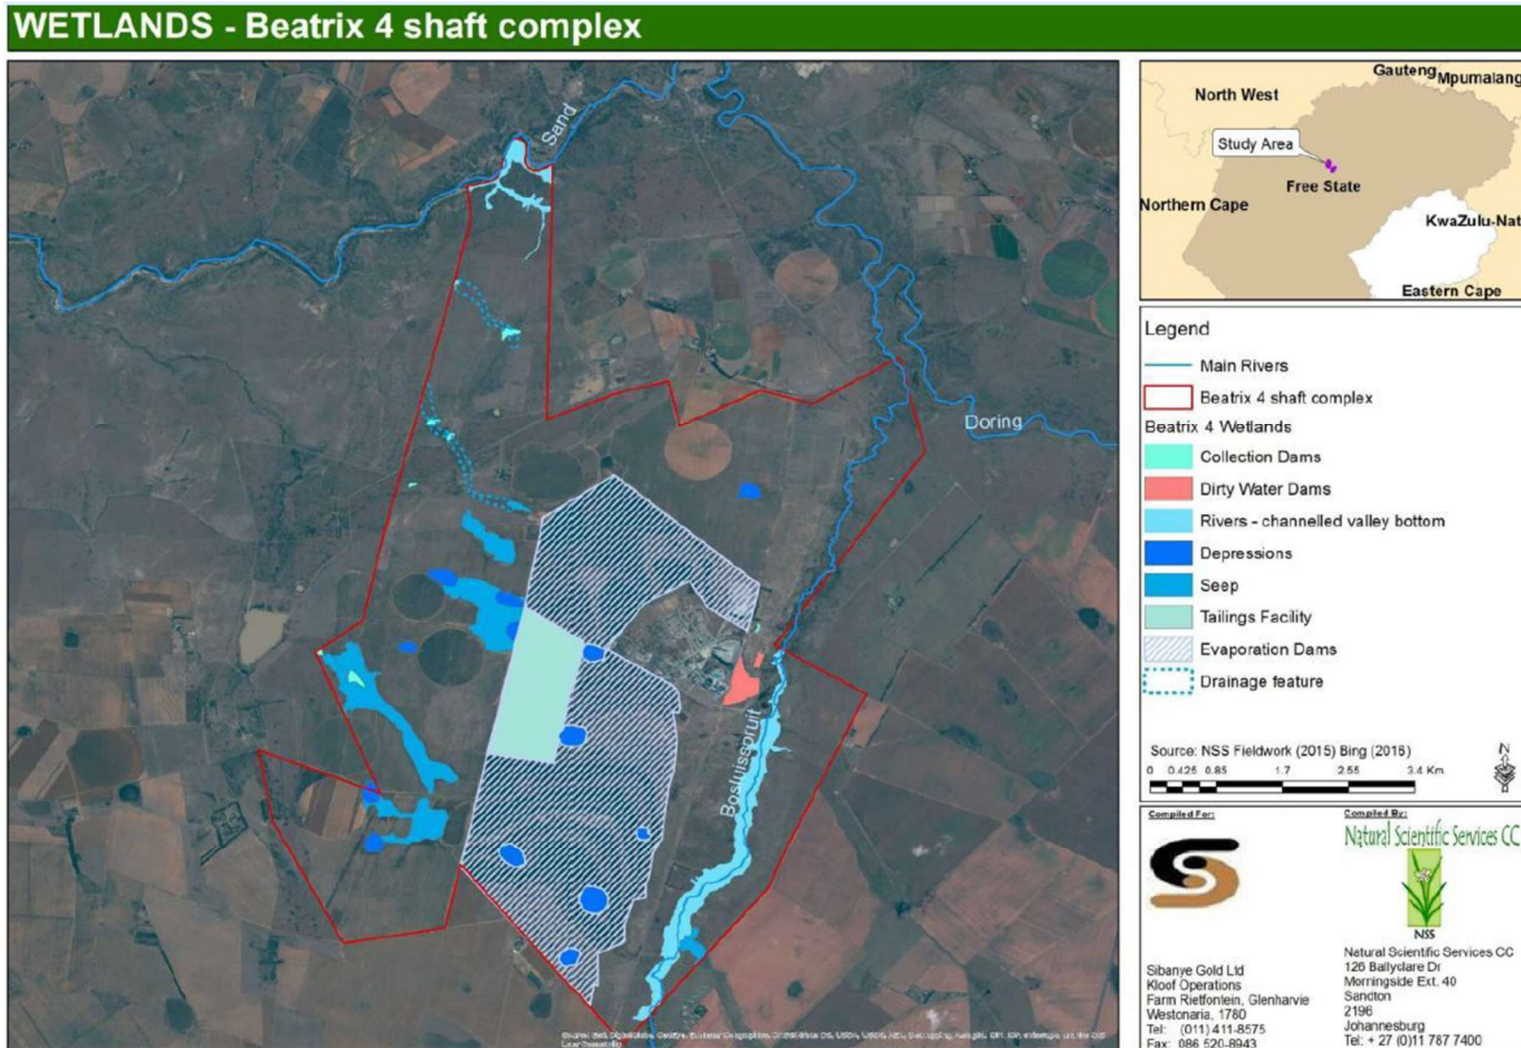 WETLANDS - Beatrix 4 shaft complex
Sand
Doring
Bosluisspruit
Gauteng
Mpumalang
North West
Study Area
Free State
Northern Cape
KwaZulu-Nat
Eastern Cape
Legend
Main Rivers
Beatrix 4 shaft complex
Beatrix 4 Wetlands
Collection Dams
Dirty Water Dams
Rivers - channelled valley bottom
Depressions
Seep
Tailings Facility
Evaporation Dams
Drainage feature
Source: NSS Fieldwork (2015) Bing (2016)
N
0 0.425 0.85 1.7 2.55 3.4 Km
Compiled For:
Sibanye Gold Ltd
Kloof Operations
Farm Rietfontein, Glenharvie
Westonaria, 1780
Tel: (011) 411-8575
Fax: 086 520-8943
Compiled By:
Natural Scientific Services CC
NSS
Natural Scientific Services CC
126 Ballyclare Dr
Morningside Ext. 40
Sandton
2196
Johannesburg
Tel: + 27 (0)11 787 7400